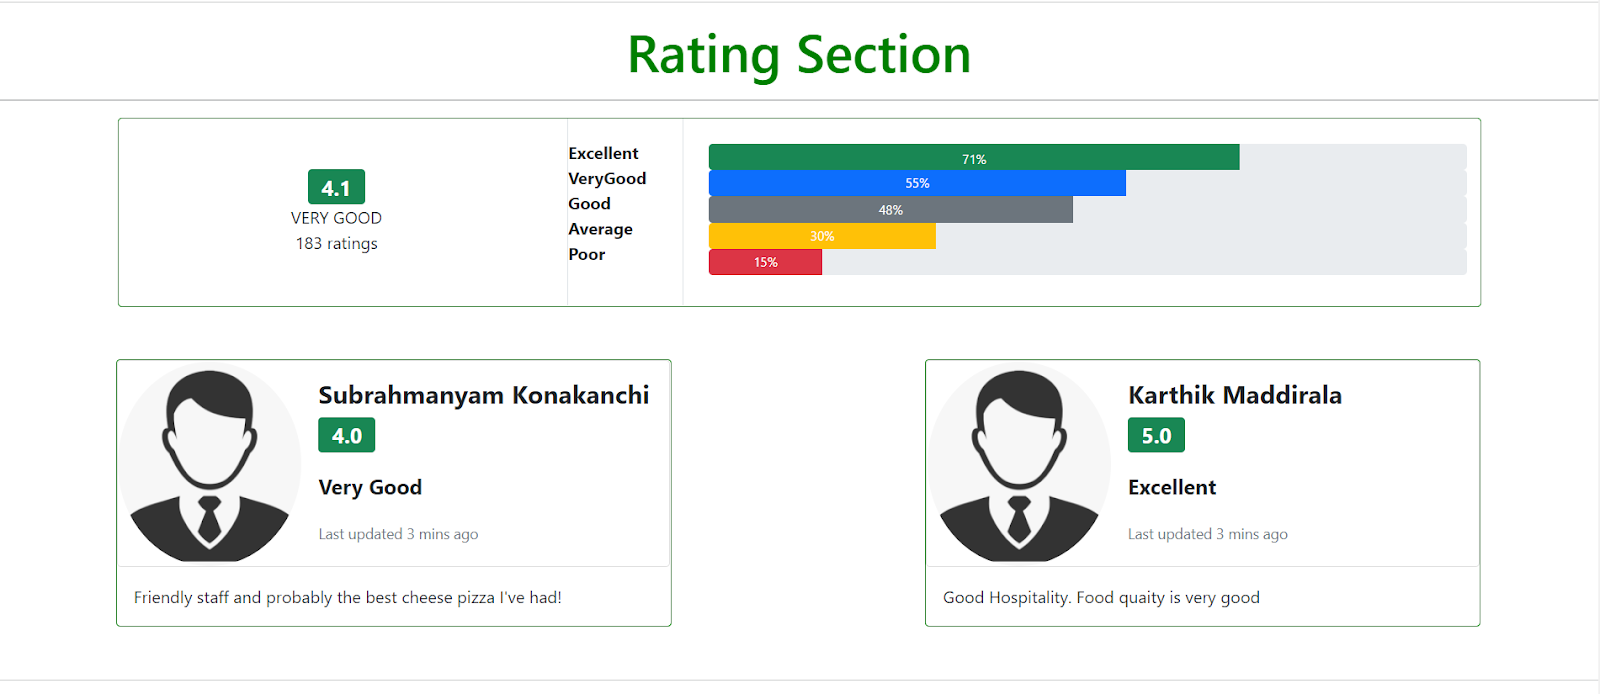 Rating Section
4.1
VERY GOOD
183 ratings
Excellent
VeryGood
Good
Average
Poor
71%
55%
48%
30%
15%
Subrahmanyam Konakanchi
4.0
Very Good
Last updated 3 mins ago
Friendly staff and probably the best cheese pizza I've had!
Karthik Maddirala
5.0
Excellent
Last updated 3 mins ago
Good Hospitality. Food quaity is very good